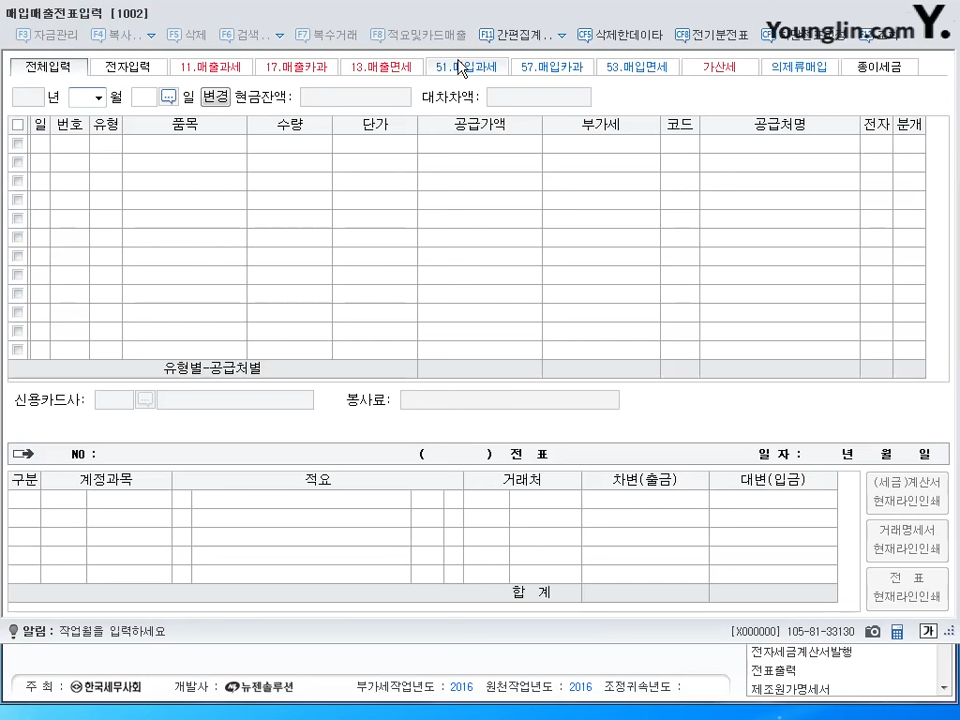 매입매출전표입력 [1002]
Younglin.com Y.
F3 자금관리 F4 복사.. F5 삭제 F6 검색.. F7 복수거래 F8 적요및카드매출 F11 간편집계.. CF5 삭제한데이타 CF8 전기분전표
전체입력 전자입력 11.매출과세 17.매출카과 13.매출면세 51.매입과세 57.매입카과 53.매입면세 가산세 의제류매입 종이세금
년 월 일 변경 현금잔액: 대차차액:
일 번호 유형 품목 수량 단가 공급가액 부가세 코드 공급처명 전자 분개
유형별-공급처별
신용카드사: 봉사료:
NO : ( ) 전 표 일 자 : 년 월 일
구분 계정과목 적요 거래처 차변(출금) 대변(입금)
(세금)계산서
현재라인인쇄
거래명세서
현재라인인쇄
전 표
현재라인인쇄
합 계
알림 : 작업월을 입력하세요 [X000000] 105-81-33130 가
전자세금계산서발행
전표출력
제조원가명세서
주 최 : 한국세무사회 개발사 : 뉴젠솔루션 부가세작업년도 : 2016 원천작업년도 : 2016 조정귀속년도 :